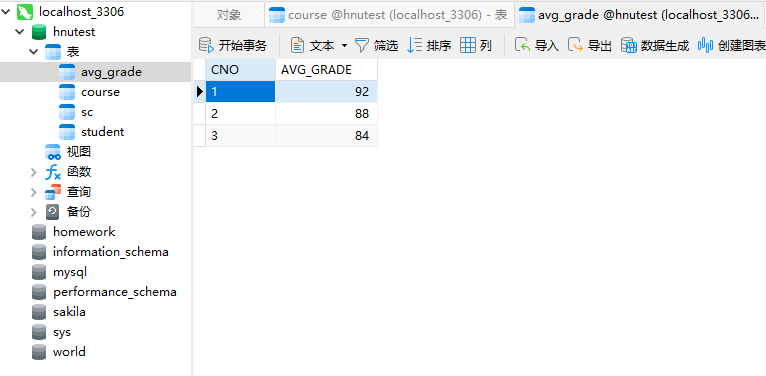 localhost_3306
hnutest
表
avg_grade
course
sc
student
视图
函数
查询
备份
homework
information_schema
mysql
performance_schema
sakila
sys
world
对象 course @hnutest (localhost_3306) - 表 avg_grade @hnutest (localhost_3306...
开始事务 文本 筛选 排序 列 导入 导出 数据生成 创建图表
CNO AVG_GRADE
1 92
2 88
3 84